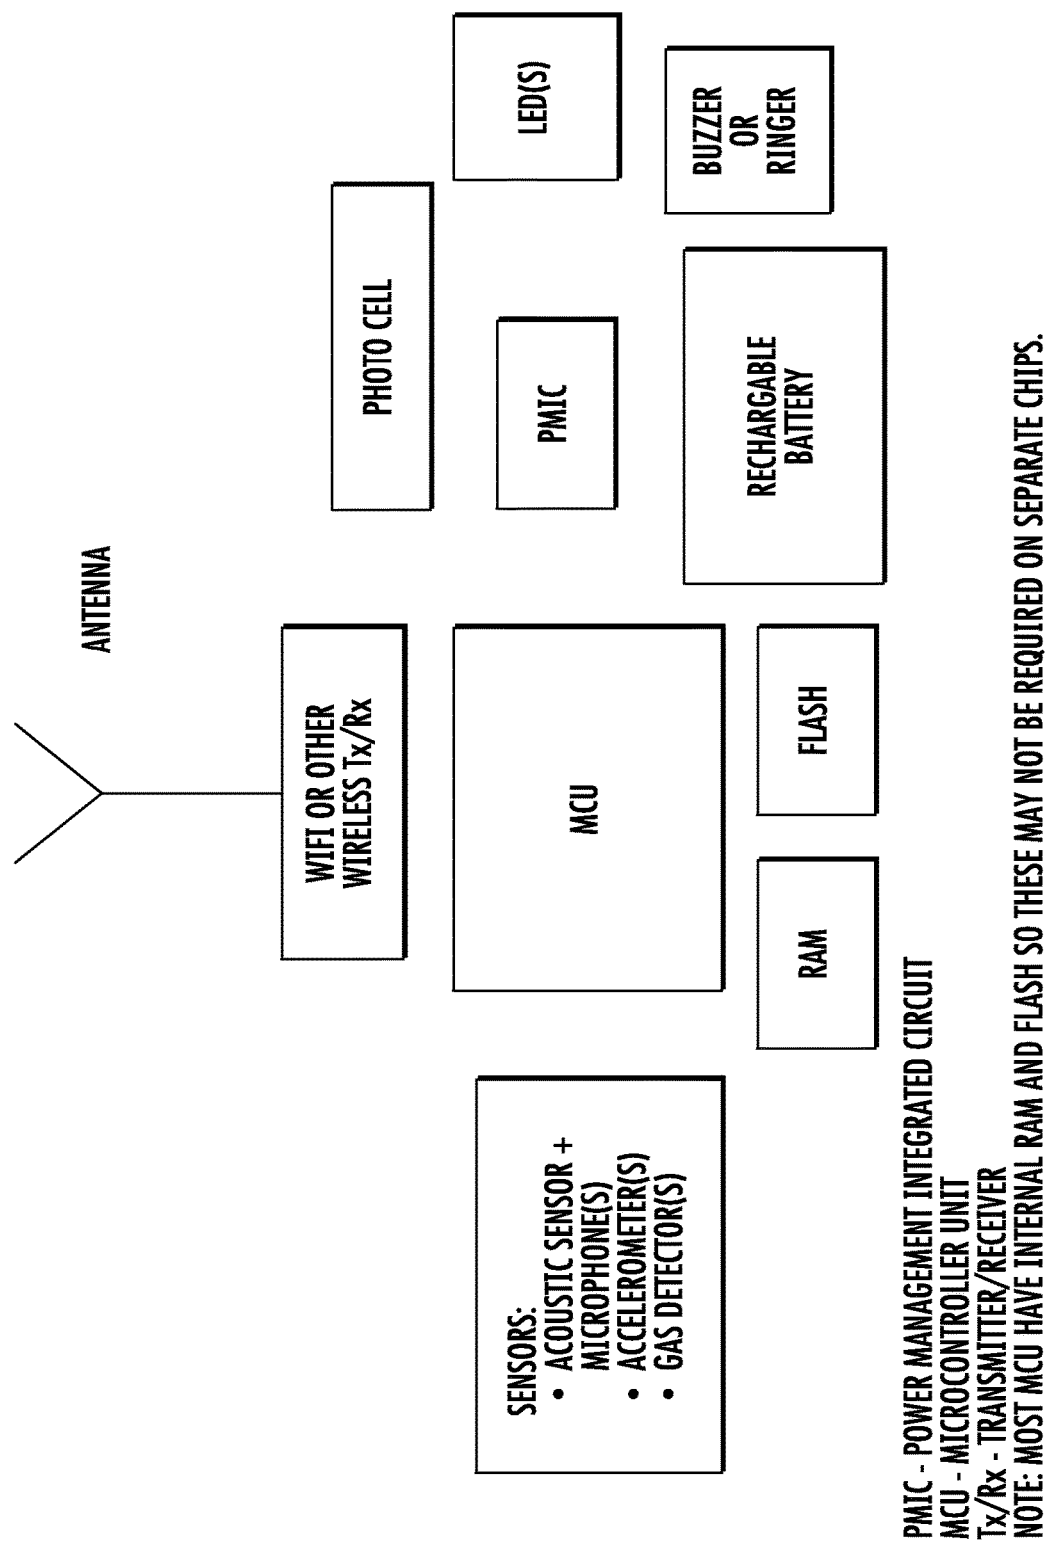 ANTENNA
WIFI OR OTHER
WIRELESS Tx/Rx
PHOTO CELL
LED(S)
SENSORS:
• ACOUSTIC SENSOR +
MICROPHONE(S)
• ACCELEROMETER(S)
• GAS DETECTOR(S)
MCU
PMIC
BUZZER
OR
RINGER
RAM
FLASH
RECHARGABLE
BATTERY
PMIC - POWER MANAGEMENT INTEGRATED CIRCUIT
MCU - MICROCONTROLLER UNIT
Tx/Rx - TRANSMITTER/RECEIVER
NOTE: MOST MCU HAVE INTERNAL RAM AND FLASH SO THESE MAY NOT BE REQUIRED ON SEPARATE CHIPS.